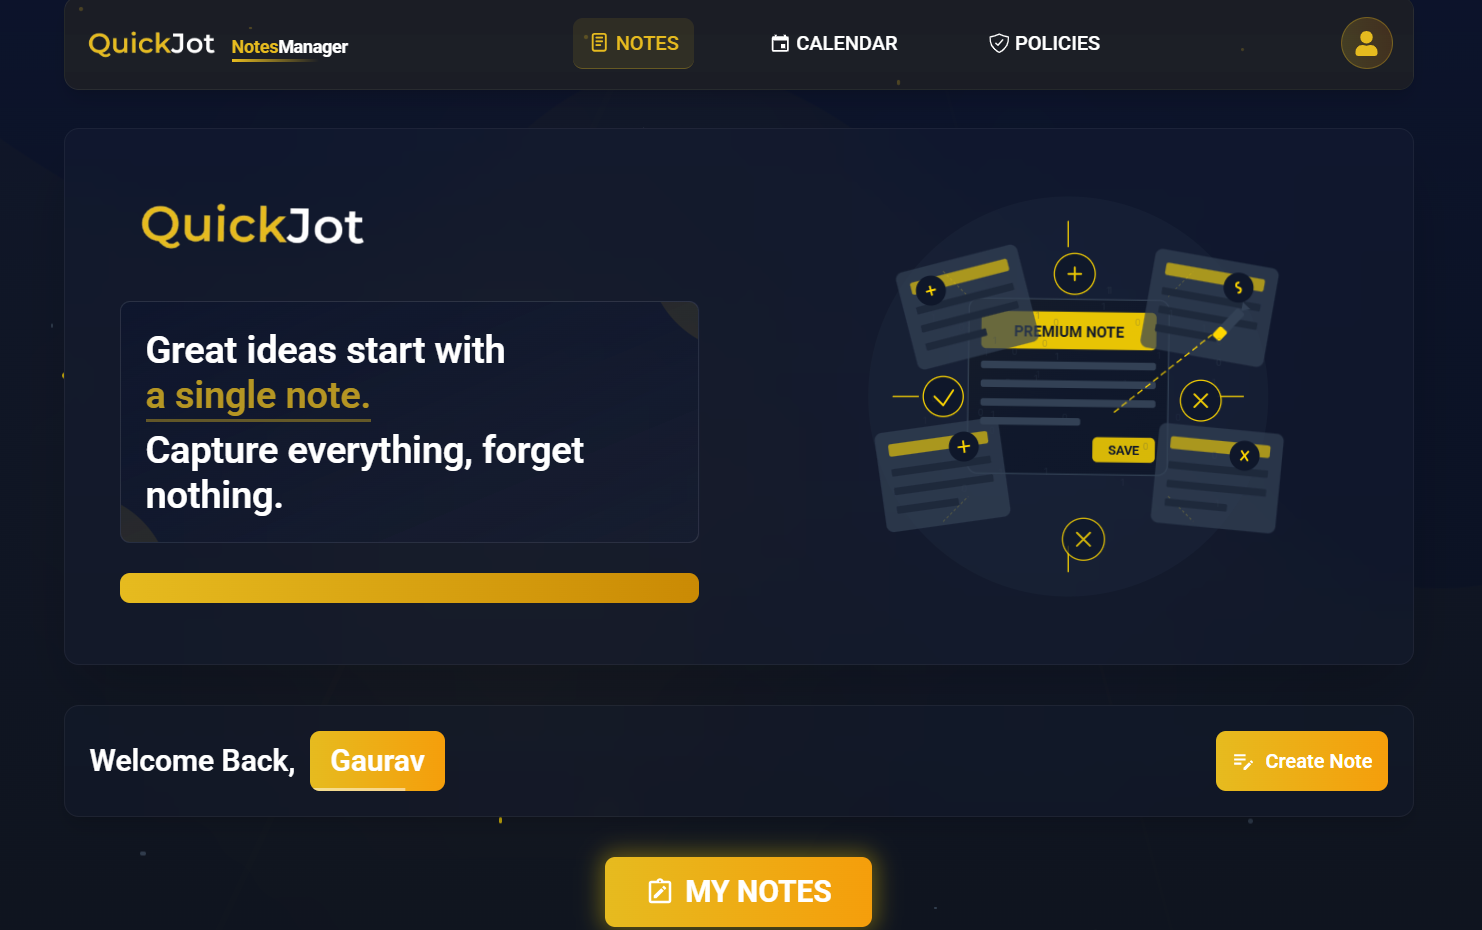 QuickJot NotesManager
NOTES
CALENDAR
POLICIES
QuickJot
Great ideas start with
a single note.
Capture everything, forget
nothing.
PREMIUM NOTE
SAVE
Welcome Back, Gaurav
Create Note
MY NOTES